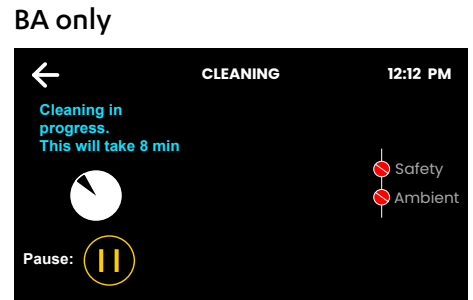 BA only
CLEANING 12:12 PM
Cleaning in
progress.
This will take 8 min
Safety
Ambient
Pause: